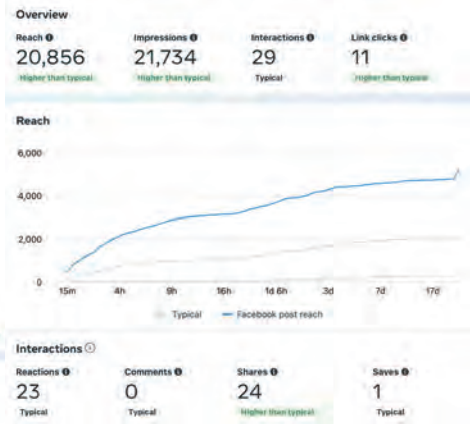 Overview
Reach Impressions Interactions Link clicks
20,856 21,734 29 11
Higher than typical Higher than typical Typical Higher than typical
Reach
6,000
4,000
2,000
0
15m 4h 9h 16h 1d 6h 3d 7d 17d
Typical Facebook post reach
Interactions
Reactions Comments Shares Saves
23 0 24 1
Typical Typical Higher than typical Typical